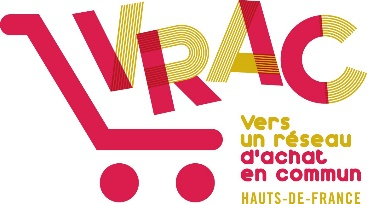 VRAC
Vers
un réseau
d'achat
en commun
HAUTS-DE-FRANCE